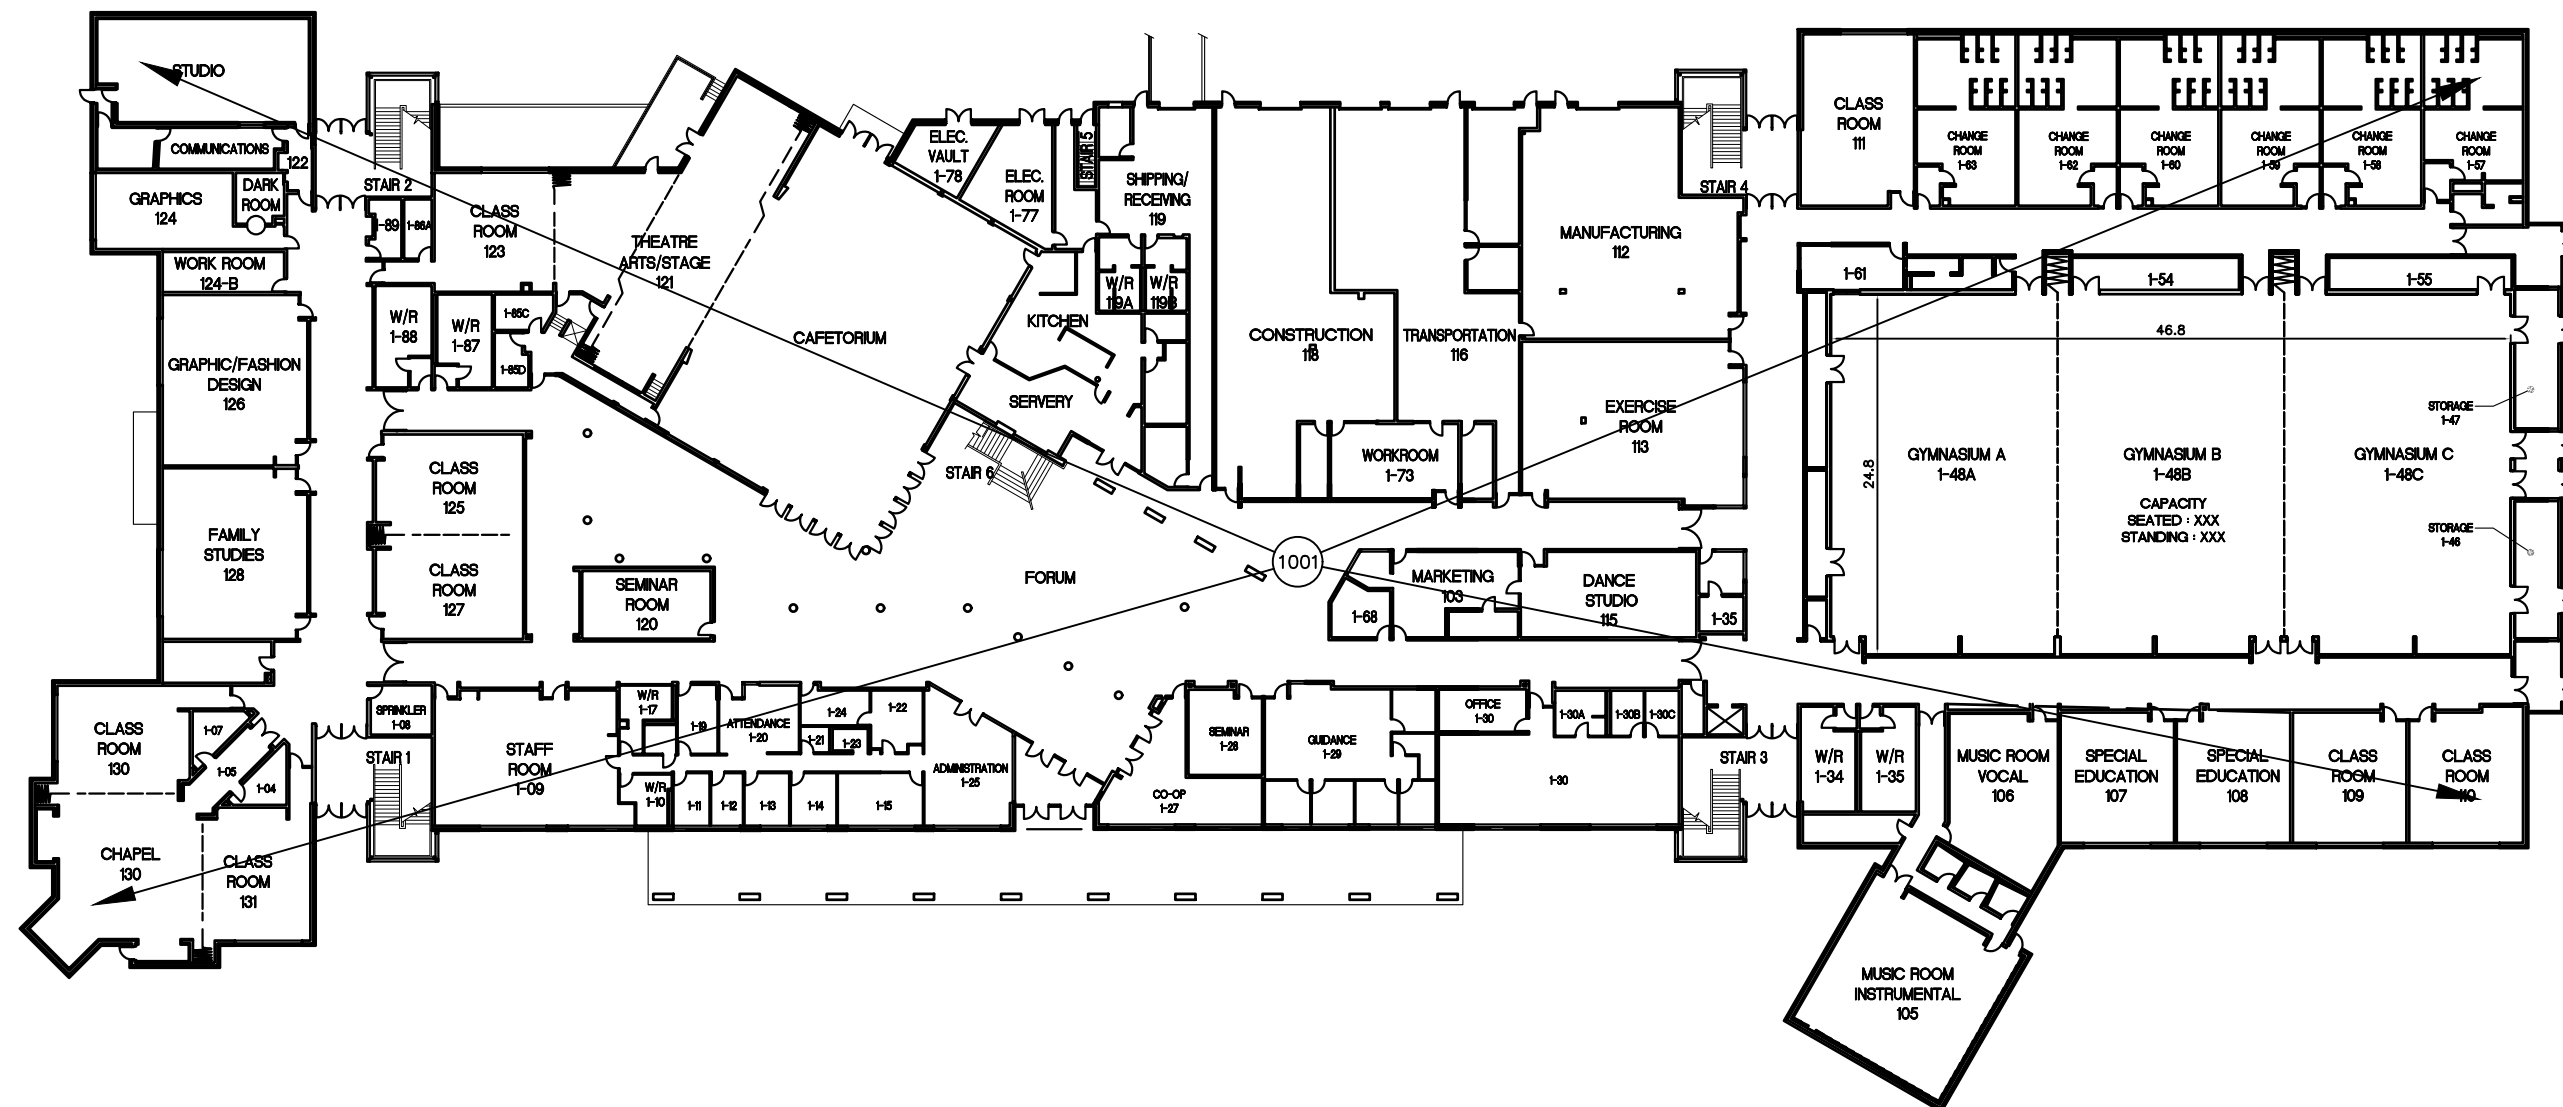 STUDIO
COMMUNICATIONS
122
GRAPHICS
124
DARK
ROOM
STAIR 2
1-89
1-86A
WORK ROOM
124-B
CLASS
ROOM
123
THEATRE
ARTS/STAGE
121
ELEC.
VAULT
1-78
ELEC.
ROOM
1-77
STAIR 5
SHIPPING/
RECEIVING
119
W/R
119A
W/R
119B
MANUFACTURING
112
STAIR 4
CLASS
ROOM
111
CHANGE
ROOM
1-63
CHANGE
ROOM
1-62
CHANGE
ROOM
1-60
CHANGE
ROOM
1-59
CHANGE
ROOM
1-58
CHANGE
ROOM
1-57
1-61
1-54
1-55
W/R
1-88
W/R
1-87
1-85C
1-85D
CAFETORIUM
KITCHEN
SERVERY
CONSTRUCTION
118
TRANSPORTATION
116
46.8
24.8
GRAPHIC/FASHION
DESIGN
126
EXERCISE
ROOM
113
STORAGE
1-47
CLASS
ROOM
125
STAIR 6
WORKROOM
1-73
GYMNASIUM A
1-48A
GYMNASIUM B
1-48B
CAPACITY
SEATED : XXX
STANDING : XXX
GYMNASIUM C
1-48C
STORAGE
1-46
FAMILY
STUDIES
128
CLASS
ROOM
127
SEMINAR
ROOM
120
FORUM
1001
MARKETING
103
1-68
DANCE
STUDIO
115
1-35
CLASS
ROOM
130
1-07
1-05
1-04
SPRINKLER
1-08
STAIR 1
STAFF
ROOM
1-09
W/R
1-17
W/R
1-10
1-19
ATTENDANCE
1-20
1-24
1-21
1-23
1-22
1-11
1-12
1-13
1-14
1-15
ADMINISTRATION
1-25
SEMINAR
1-28
CO-OP
1-27
GUIDANCE
1-29
OFFICE
1-30
1-30A
1-30B
1-30C
1-30
STAIR 3
W/R
1-34
W/R
1-35
MUSIC ROOM
VOCAL
106
SPECIAL
EDUCATION
107
SPECIAL
EDUCATION
108
CLASS
ROOM
109
CLASS
ROOM
110
CHAPEL
130
CLASS
ROOM
131
MUSIC ROOM
INSTRUMENTAL
105